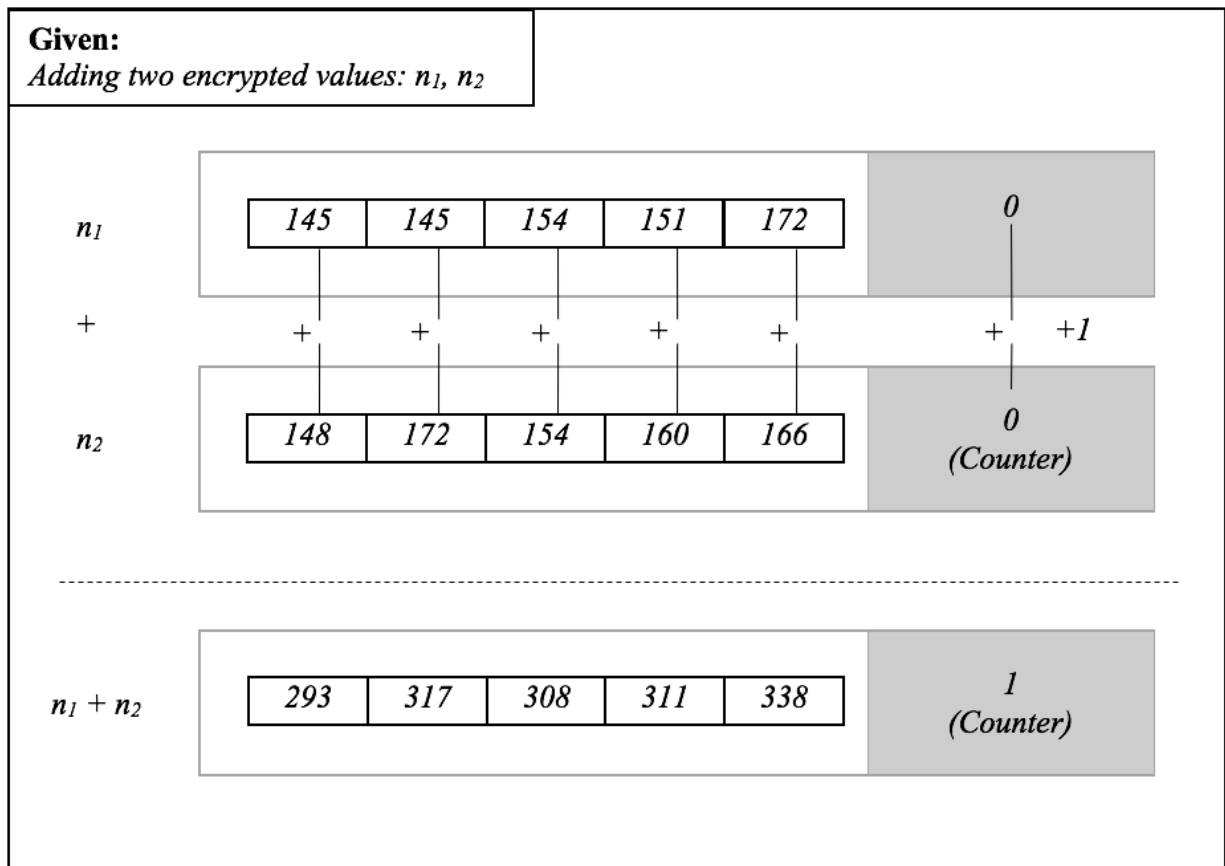 Given:
Adding two encrypted values: n₁, n₂
n₁ 145 145 154 151 172 0
+ + + + + + + +1
n₂ 148 172 154 160 166 0
(Counter)
n₁ + n₂ 293 317 308 311 338 1
(Counter)